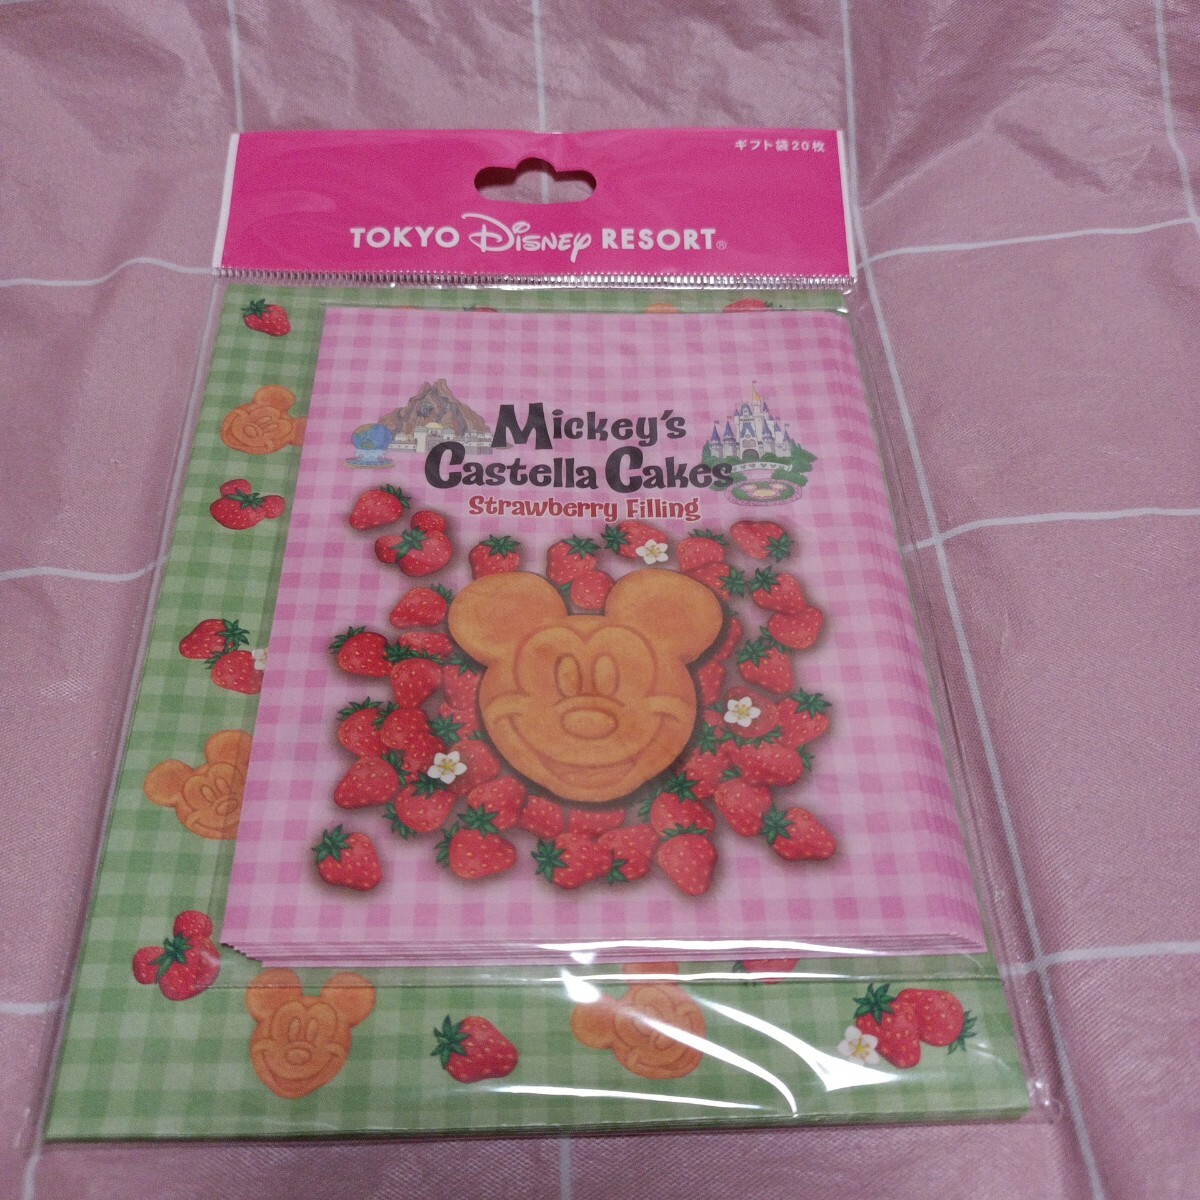 ギフト袋20枚
TOKYO Disney RESORT®
Mickey's
Castella Cakes
Strawberry Filling